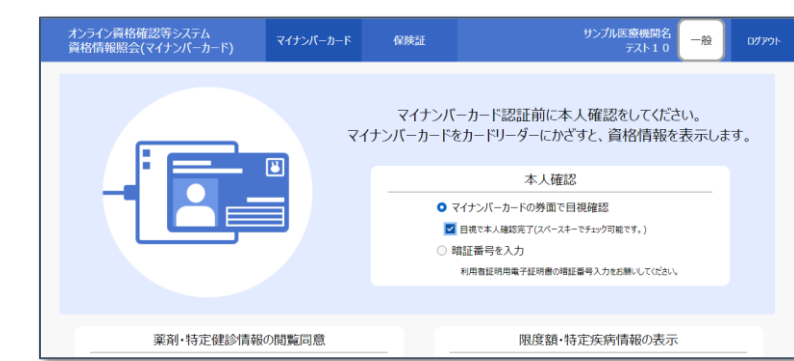 オンライン資格確認等システム
資格情報照会(マイナンバーカード)
マイナンバーカード
保険証
サンプル医療機関名
テスト10
一般
ログアウト
マイナンバーカード認証前に本人確認をしてください。
マイナンバーカードをカードリーダーにかざすと、資格情報を表示します。
本人確認
マイナンバーカードの券面で目視確認
目視で本人確認完了(スペースキーでチェック可能です。)
暗証番号を入力
利用者証明用電子証明書の暗証番号入力をお願いしてください。
薬剤・特定健診情報の閲覧同意
限度額・特定疾病情報の表示